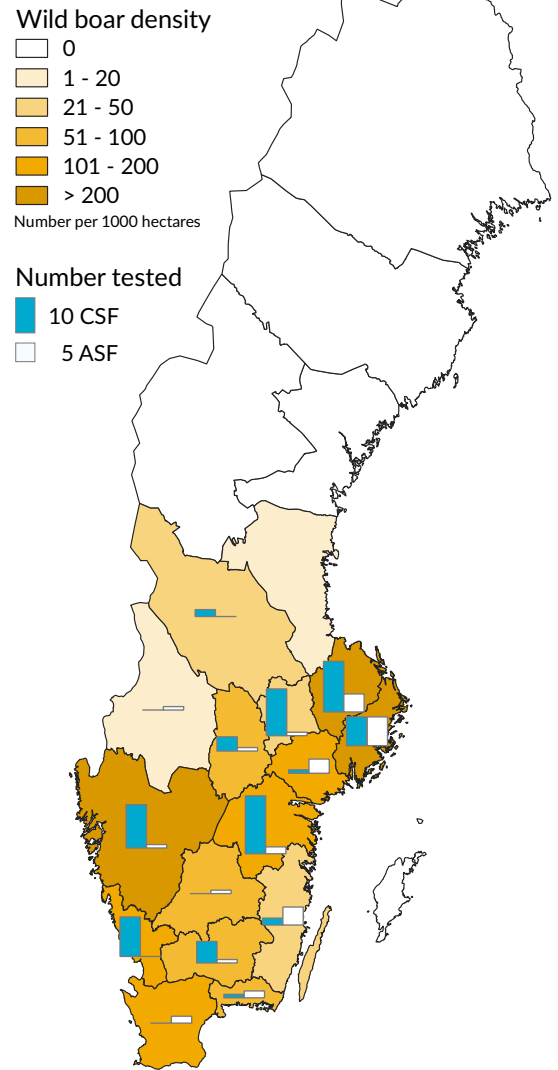 Wild boar density
0
1 - 20
21 - 50
51 - 100
101 - 200
> 200
Number per 1000 hectares
Number tested
10 CSF
5 ASF